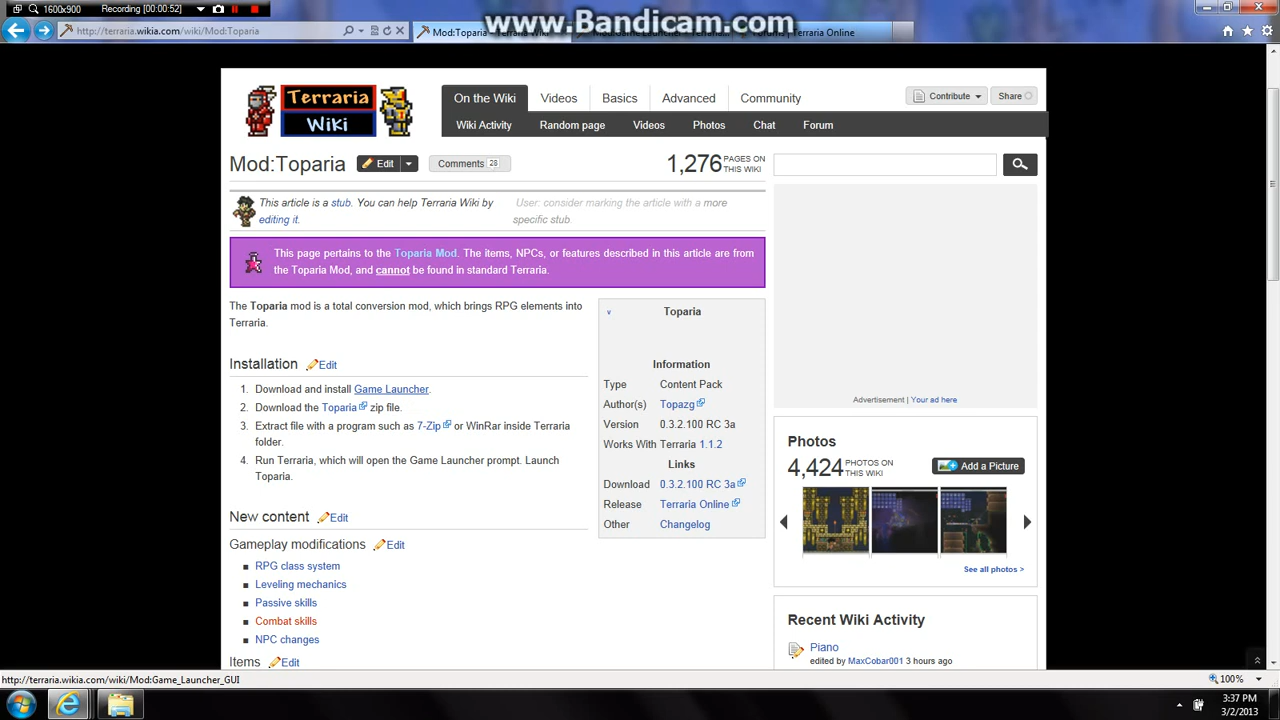 1600x900 Recording [00:00:52]
www.Bandicam.com
http://terraria.wikia.com/wiki/Mod:Toparia
Forums | Terraria Online
Terraria
Wiki
On the Wiki Videos Basics Advanced Community
Contribute Share
Wiki Activity Random page Videos Photos Chat Forum
Mod:Toparia Edit Comments 28
1,276 PAGES ON
THIS WIKI
This article is a stub. You can help Terraria Wiki by
editing it.
User: consider marking the article with a more
specific stub.
This page pertains to the Toparia Mod. The items, NPCs, or features described in this article are from
the Toparia Mod, and cannot be found in standard Terraria.
The Toparia mod is a total conversion mod, which brings RPG elements into
Terraria.
Installation Edit
1. Download and install Game Launcher.
2. Download the Toparia zip file.
3. Extract file with a program such as 7-Zip or WinRar inside Terraria
folder.
4. Run Terraria, which will open the Game Launcher prompt. Launch
Toparia.
v Toparia
Information
Type Content Pack
Author(s) Topazg
Version 0.3.2.100 RC 3a
Works With Terraria 1.1.2
Links
Download 0.3.2.100 RC 3a
Release Terraria Online
Other Changelog
New content Edit
Gameplay modifications Edit
RPG class system
Leveling mechanics
Passive skills
Combat skills
NPC changes
Items Edit
Advertisement | Your ad here
Photos
4,424 PHOTOS ON
THIS WIKI
Add a Picture
See all photos >
Recent Wiki Activity
Piano
edited by MaxCobar001 3 hours ago
http://terraria.wikia.com/wiki/Mod:Game_Launcher_GUI
100%
3:37 PM
3/2/2013